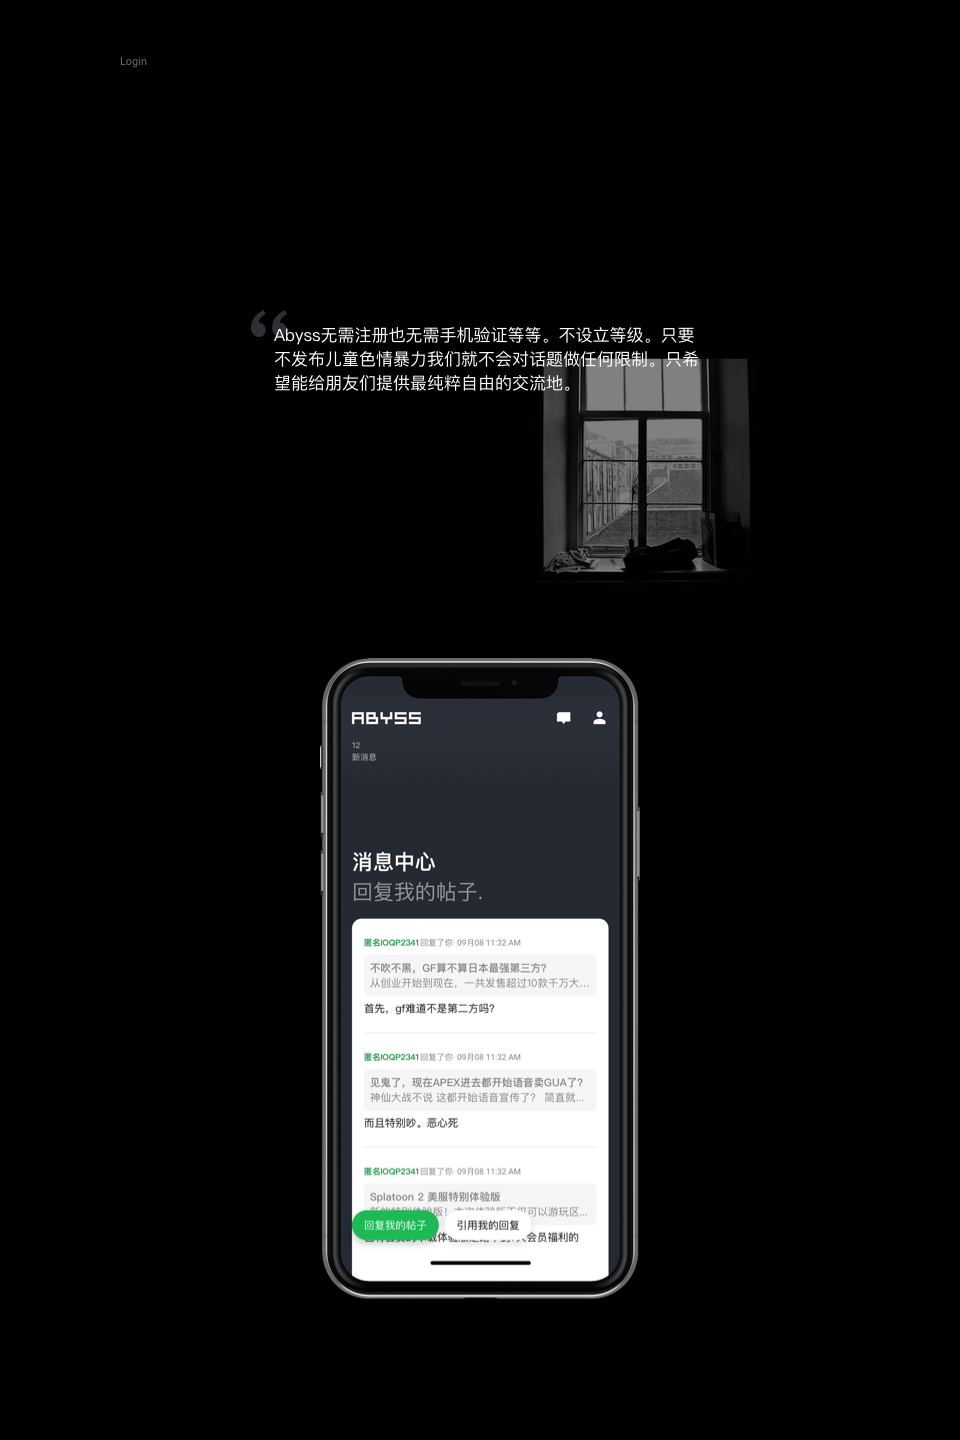 Login
Abyss无需注册也无需手机验证等等。不设立等级。只要
不发布儿童色情暴力我们就不会对话题做任何限制。只希
望能给朋友们提供最纯粹自由的交流地。
ABYSS
12
新消息
消息中心
回复我的帖子.
匿名IOQP2341回复了你· 09月08 11:32 AM
不吹不黑，GF算不算日本最强第三方？
从创业开始到现在，一共发售超过10款千万大...
首先，gf难道不是第二方吗？
匿名IOQP2341回复了你· 09月08 11:32 AM
见鬼了，现在APEX进去都开始语音卖GUA了？
神仙大战不说 这都开始语音宣传了？ 简直就...
而且特别吵。恶心死
匿名IOQP2341回复了你· 09月08 11:32 AM
Splatoon 2 美服特别体验版
可以游玩区...
回复我的帖子
引用我的回复
会员福利的